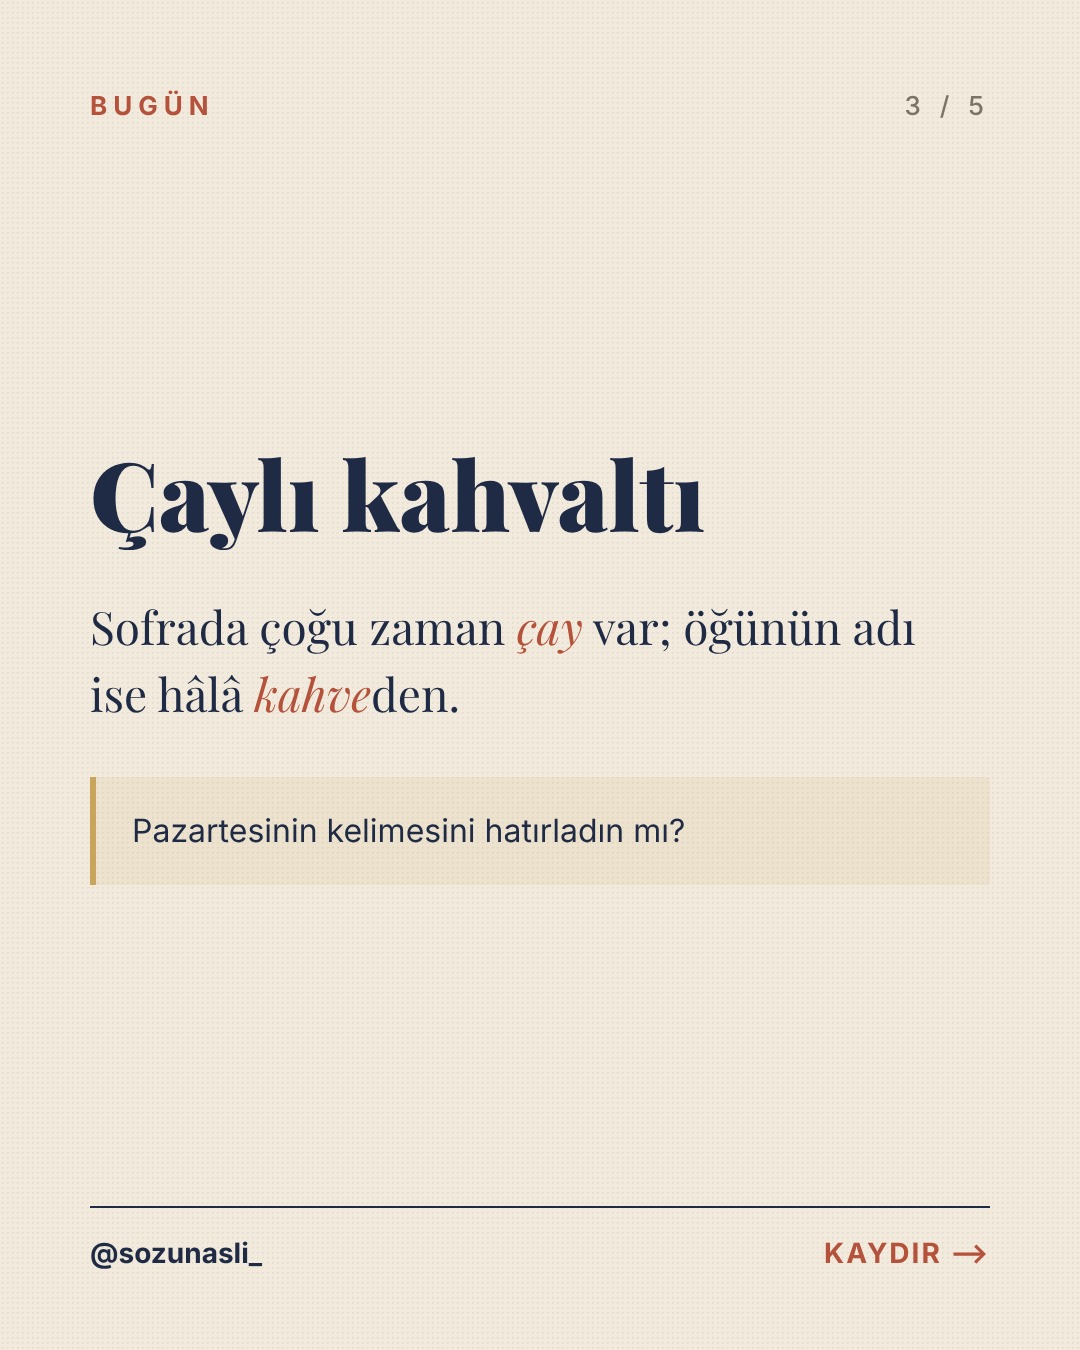 BUGÜN
3 / 5
Çaylı kahvaltı
Sofrada çoğu zaman çay var; öğünün adı
ise hâlâ kahveden.
Pazartesinin kelimesini hatırladın mı?
@sozunasli_
KAYDIR →